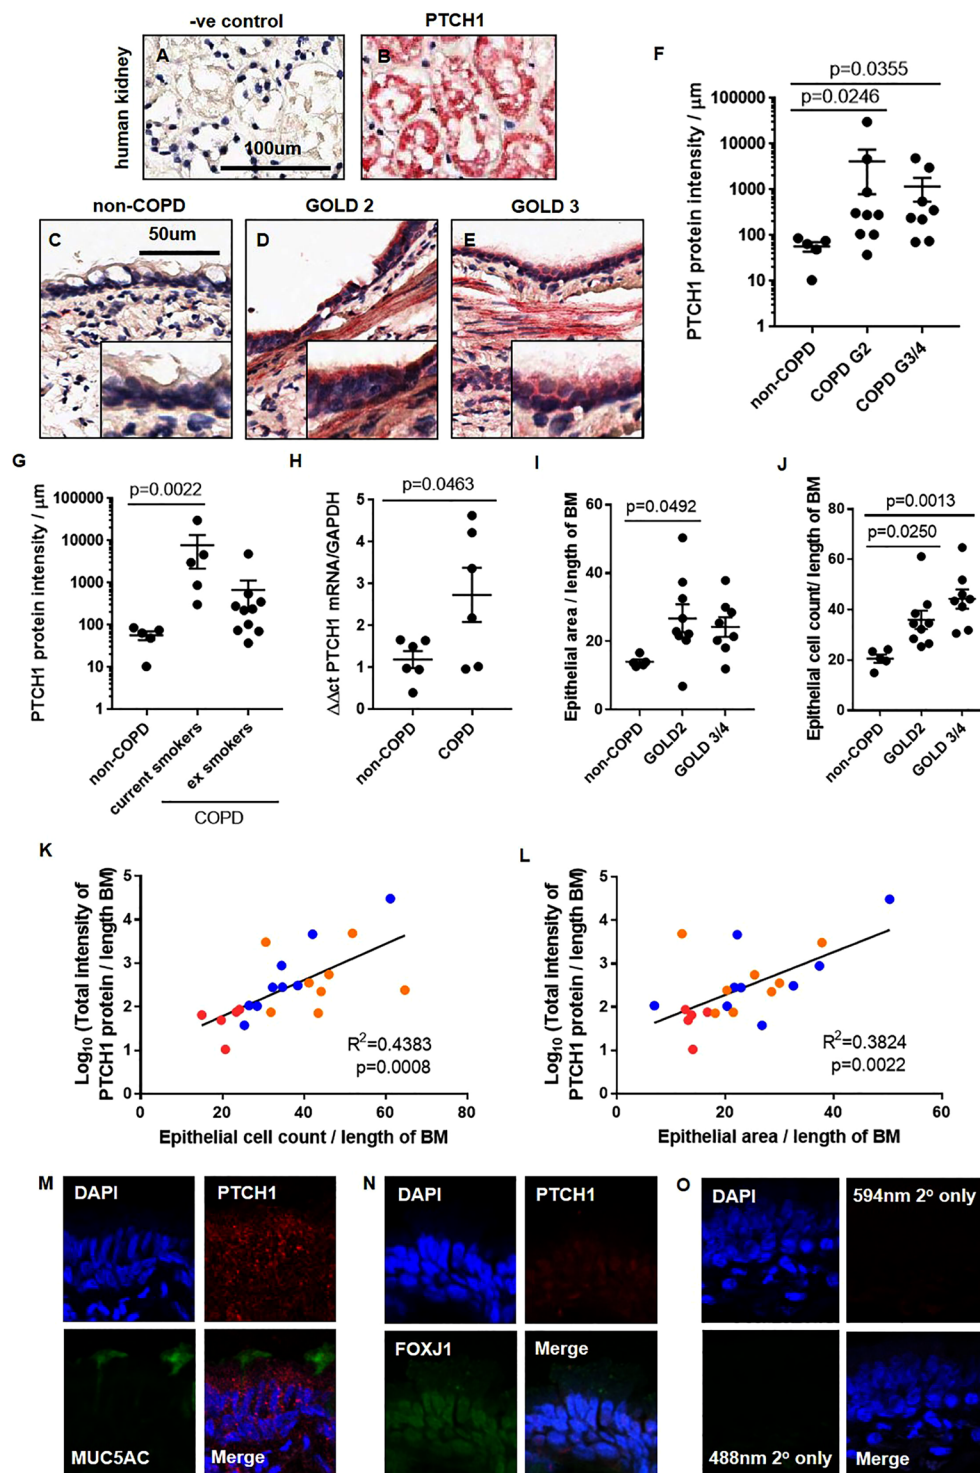 -ve control
PTCH1
human kidney
A
100um
B
non-COPD
GOLD 2
GOLD 3
C
50um
D
E
F
p=0.0355
p=0.0246
PTCH1 protein intensity / µm
100000
10000
1000
100
10
1
non-COPD
COPD G2
COPD G3/4
G
p=0.0022
PTCH1 protein intensity / µm
100000
10000
1000
100
10
1
non-COPD
current smokers
ex smokers
COPD
H
p=0.0463
ΔΔct PTCH1 mRNA/GAPDH
5
4
3
2
1
0
non-COPD
COPD
I
p=0.0492
Epithelial area / length of BM
60
40
20
0
non-COPD
GOLD2
GOLD 3/4
J
p=0.0013
p=0.0250
Epithelial cell count/ length of BM
80
60
40
20
0
non-COPD
GOLD2
GOLD 3/4
K
Log₁₀ (Total intensity of
PTCH1 protein / length BM)
5
4
3
2
1
0
R²=0.4383
p=0.0008
0
20
40
60
80
Epithelial cell count / length of BM
L
Log₁₀ (Total intensity of
PTCH1 protein / length BM)
5
4
3
2
1
0
R²=0.3824
p=0.0022
0
20
40
60
Epithelial area / length of BM
M
DAPI
PTCH1
MUC5AC
Merge
N
DAPI
PTCH1
FOXJ1
Merge
O
DAPI
594nm 2º only
488nm 2º only
Merge